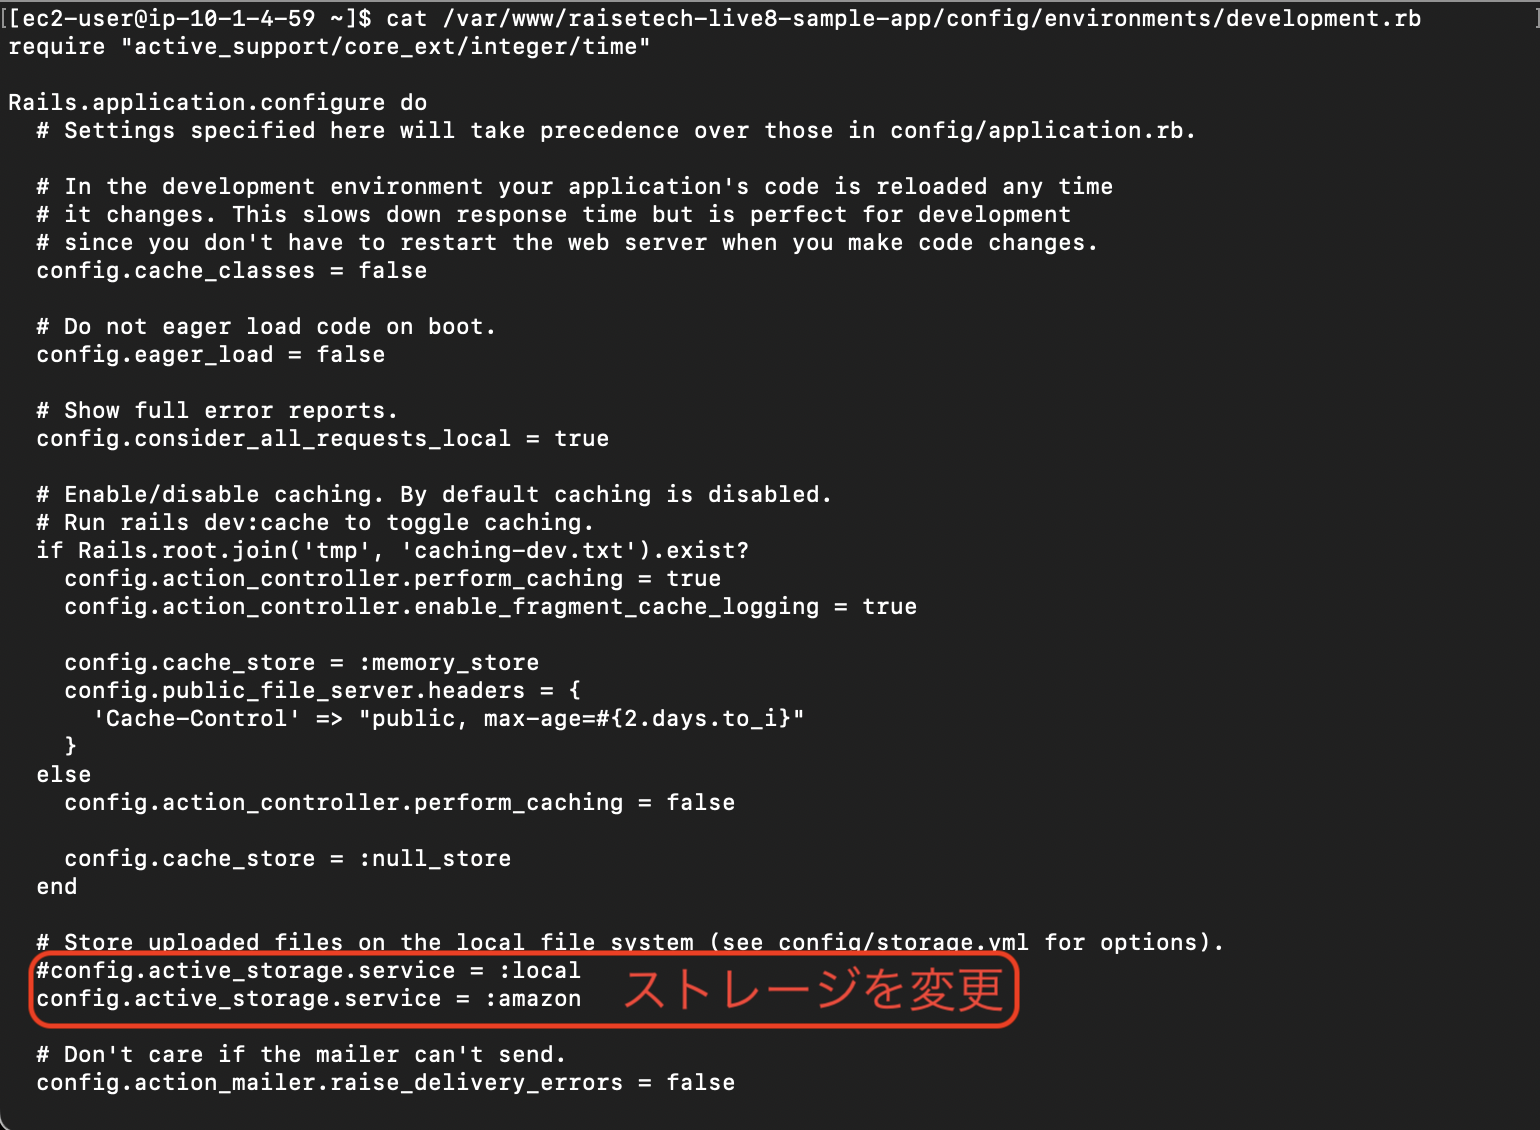 [[ec2-user@ip-10-1-4-59 ~]$ cat /var/www/raisetech-live8-sample-app/config/environments/development.rb ]
require "active_support/core_ext/integer/time"
Rails.application.configure do
# Settings specified here will take precedence over those in config/application.rb.
# In the development environment your application's code is reloaded any time
# it changes. This slows down response time but is perfect for development
# since you don't have to restart the web server when you make code changes.
config.cache_classes = false
# Do not eager load code on boot.
config.eager_load = false
# Show full error reports.
config.consider_all_requests_local = true
# Enable/disable caching. By default caching is disabled.
# Run rails dev:cache to toggle caching.
if Rails.root.join('tmp', 'caching-dev.txt').exist?
config.action_controller.perform_caching = true
config.action_controller.enable_fragment_cache_logging = true
config.cache_store = :memory_store
config.public_file_server.headers = {
'Cache-Control' => "public, max-age=#{2.days.to_i}"
}
else
config.action_controller.perform_caching = false
config.cache_store = :null_store
end
# Store uploaded files on the local file system (see config/storage.yml for options).
#config.active_storage.service = :local
config.active_storage.service = :amazon
ストレージを変更
# Don't care if the mailer can't send.
config.action_mailer.raise_delivery_errors = false